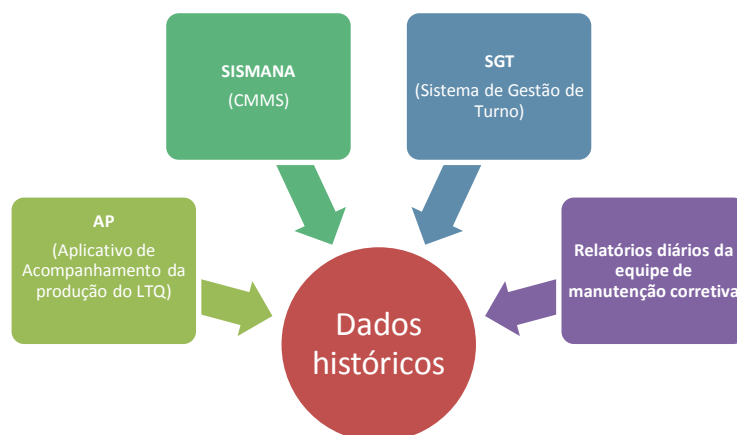 SISMANA
(CMMS)
SGT
(Sistema de Gestão de
Turno)
AP
(Aplicativo de
Acompanhamento da
produção do LTQ)
Relatórios diários da
equipe de
manutenção corretiva
Dados
históricos